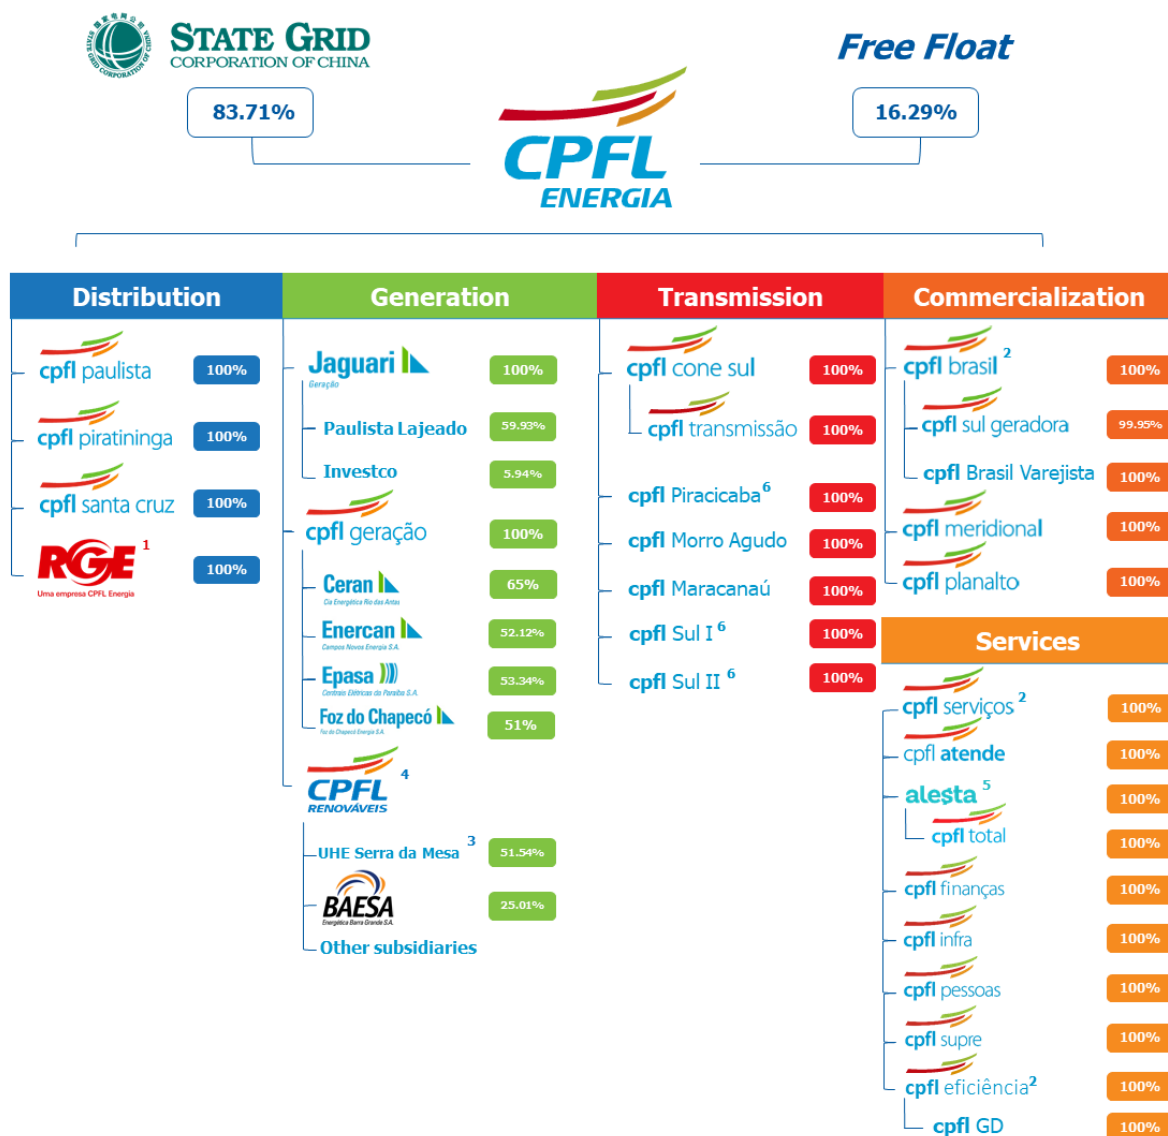 STATE GRID
CORPORATION OF CHINA
STATE GRID CORPORATION OF CHINA
Free Float
83.71%
16.29%
CPFL
ENERGIA
Distribution
cpfl paulista 100%
cpfl piratininga 100%
cpfl santa cruz 100%
RGE 1 100%
Uma empresa CPFL Energia
Generation
Jaguari 100%
Geração
Paulista Lajeado 59.93%
Investco 5.94%
cpfl geração 100%
Ceran 65%
Cia Energética Rio das Antas
Enercan 52.12%
Campos Novos Energia S.A.
Epasa 53.34%
Centrais Elétricas da Paraíba S.A.
Foz do Chapecó 51%
Foz do Chapecó Energia S.A.
CPFL 4
RENOVÁVEIS
UHE Serra da Mesa 3 51.54%
BAESA 25.01%
Energética Barra Grande S.A.
Other subsidiaries
Transmission
cpfl cone sul 100%
cpfl transmissão 100%
cpfl Piracicaba 6 100%
cpfl Morro Agudo 100%
cpfl Maracanaú 100%
cpfl Sul I 6 100%
cpfl Sul II 6 100%
Commercialization
cpfl brasil 2 100%
cpfl sul geradora 99.95%
cpfl Brasil Varejista 100%
cpfl meridional 100%
cpfl planalto 100%
Services
cpfl serviços 2 100%
cpfl atende 100%
alesta 5 100%
cpfl total 100%
cpfl finanças 100%
cpfl infra 100%
cpfl pessoas 100%
cpfl supre 100%
cpfl eficiência 2 100%
cpfl GD 100%